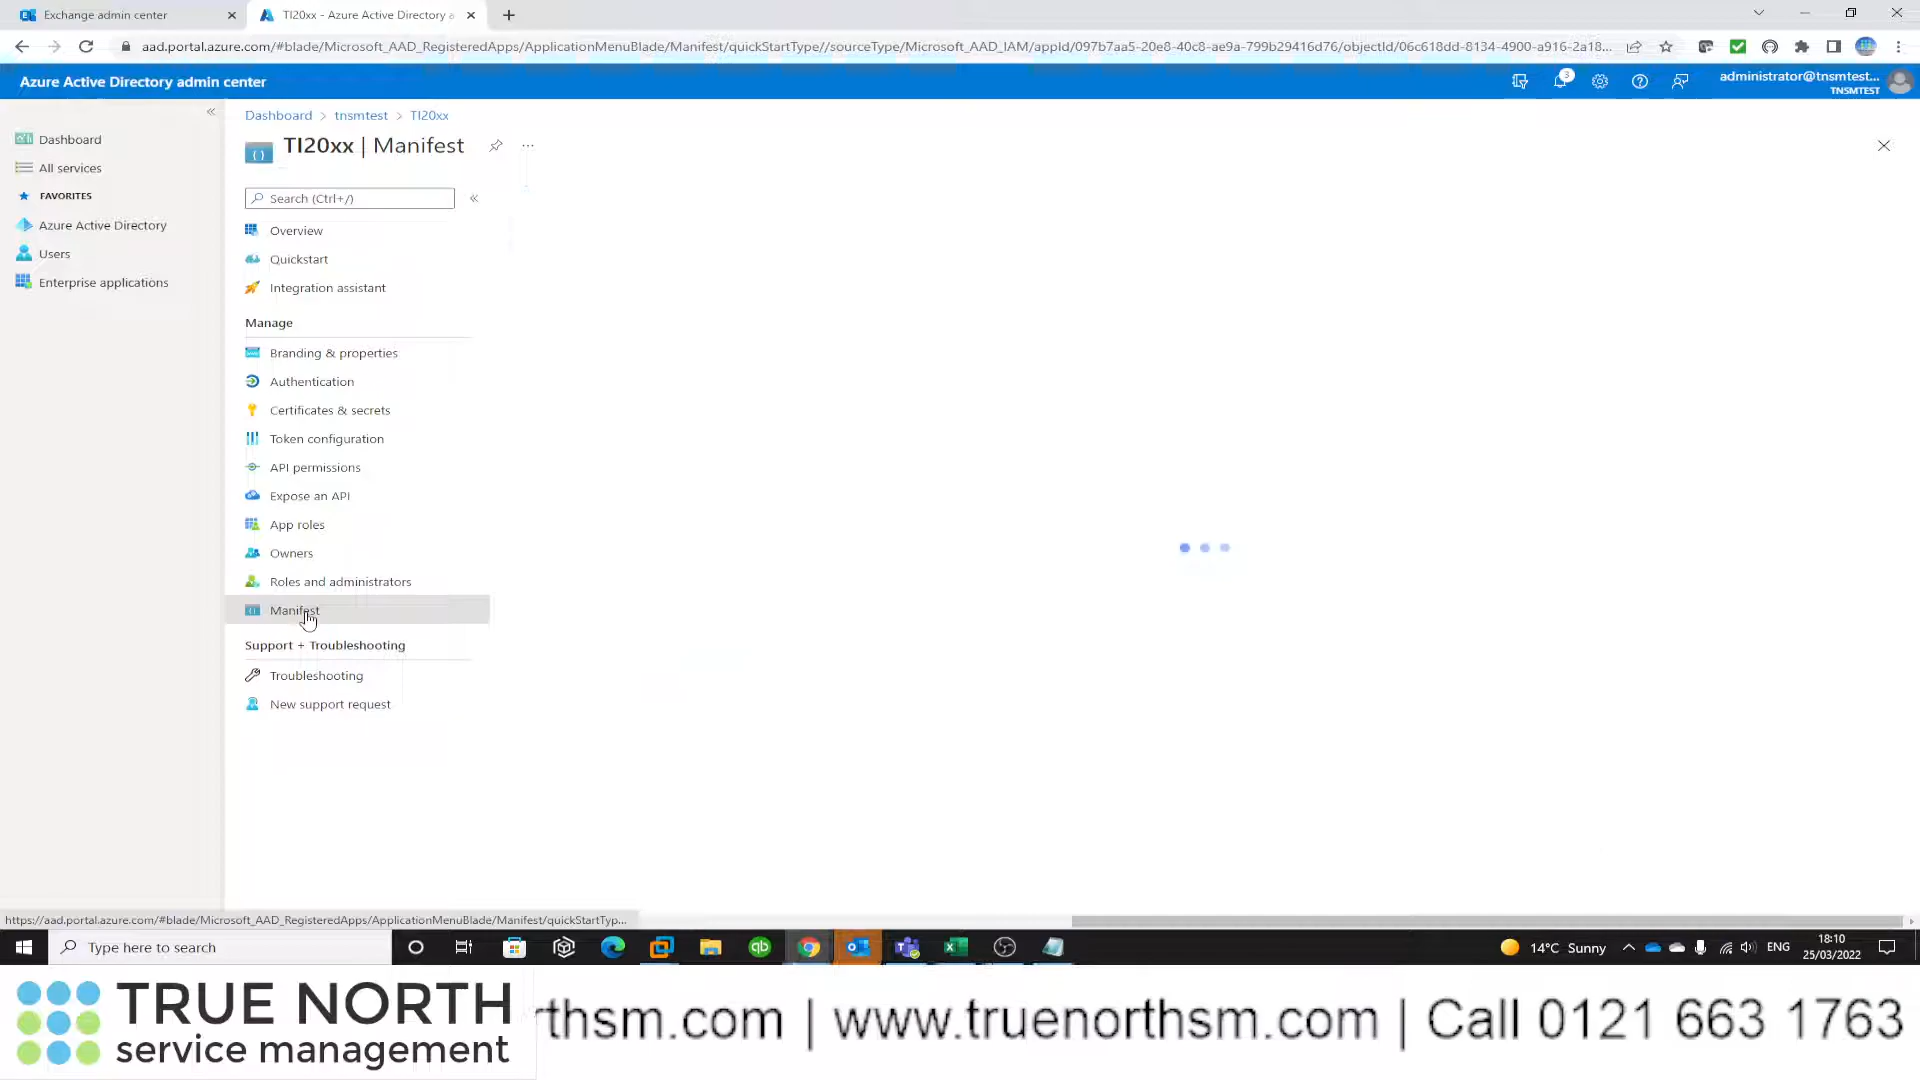 Exchange admin center
TI20xx - Azure Active Directory a
aad.portal.azure.com/#blade/Microsoft_AAD_RegisteredApps/ApplicationMenuBlade/Manifest/quickStartType//sourceType/Microsoft_AAD_IAM/appId/097b7aa5-20e8-40c8-ae9a-799b29416d76/objectId/06c618dd-8134-4900-a916-2a18...
Azure Active Directory admin center
3
administrator@tnsmtest...
TNSMTEST
Dashboard
All services
FAVORITES
Azure Active Directory
Users
Enterprise applications
Dashboard > tnsmtest > TI20xx
TI20xx | Manifest
Search (Ctrl+/)
Overview
Quickstart
Integration assistant
Manage
Branding & properties
Authentication
Certificates & secrets
Token configuration
API permissions
Expose an API
App roles
Owners
Roles and administrators
Manifest
Support + Troubleshooting
Troubleshooting
New support request
https://aad.portal.azure.com/#blade/Microsoft_AAD_RegisteredApps/ApplicationMenuBlade/Manifest/quickStartTyp...
Type here to search
14°C Sunny
ENG
18:10
25/03/2022
TRUE NORTH
service management
rthsm.com | www.truenorthsm.com | Call 0121 663 1763